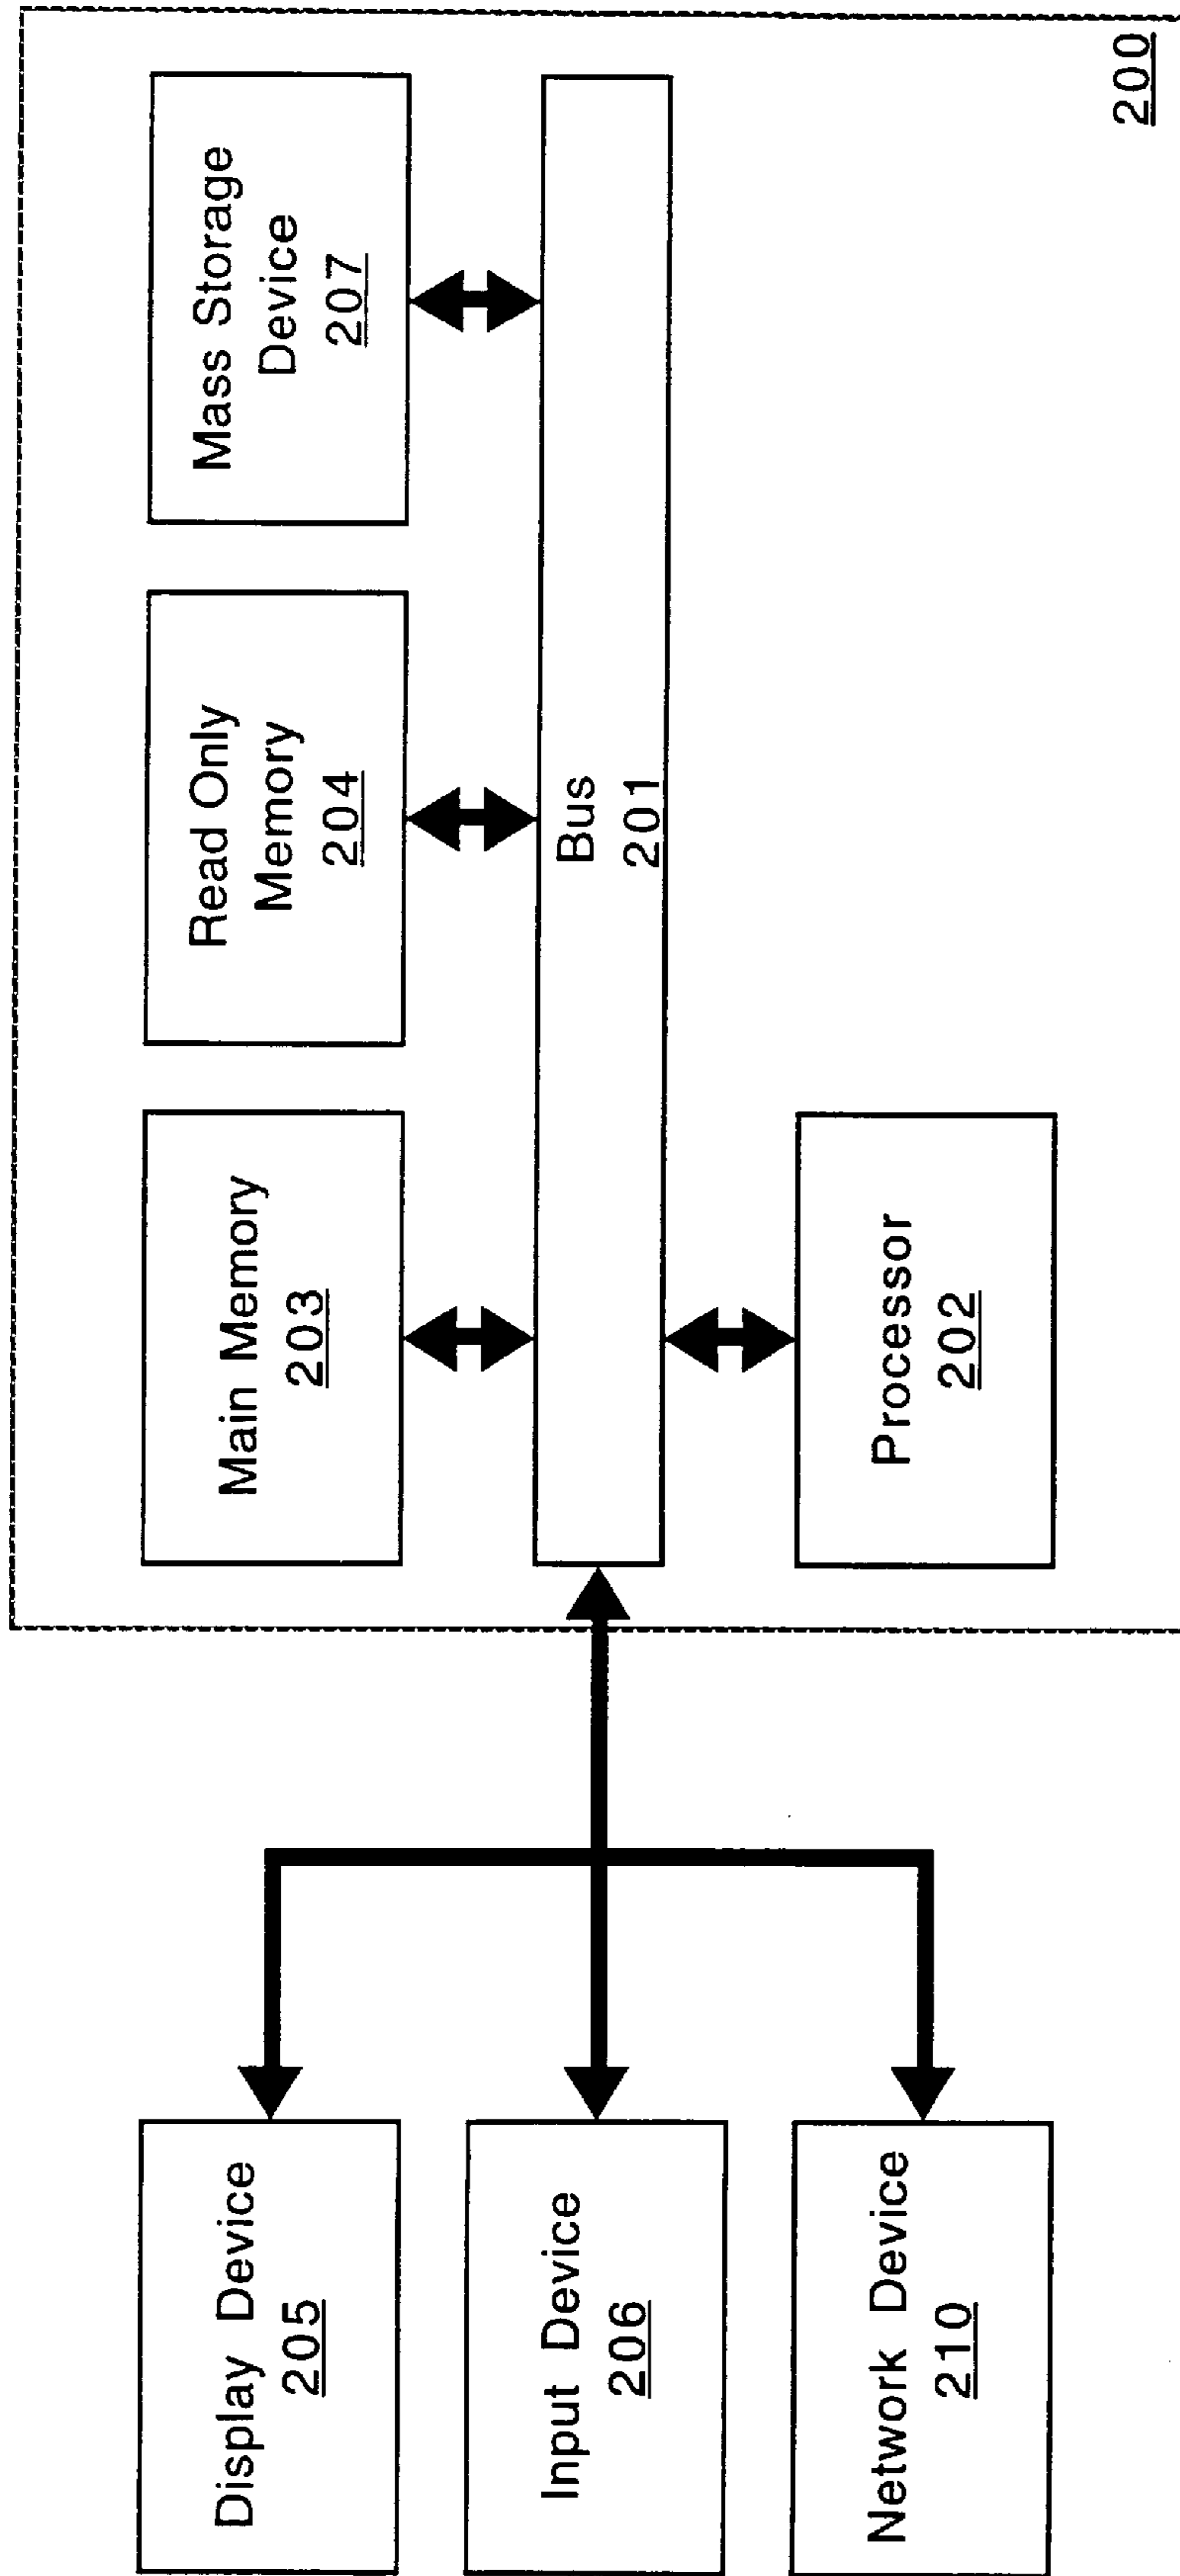 Display Device
205
Input Device
206
Network Device
210
Main Memory
203
Read Only
Memory
204
Mass Storage
Device
207
Bus
201
Processor
202
200